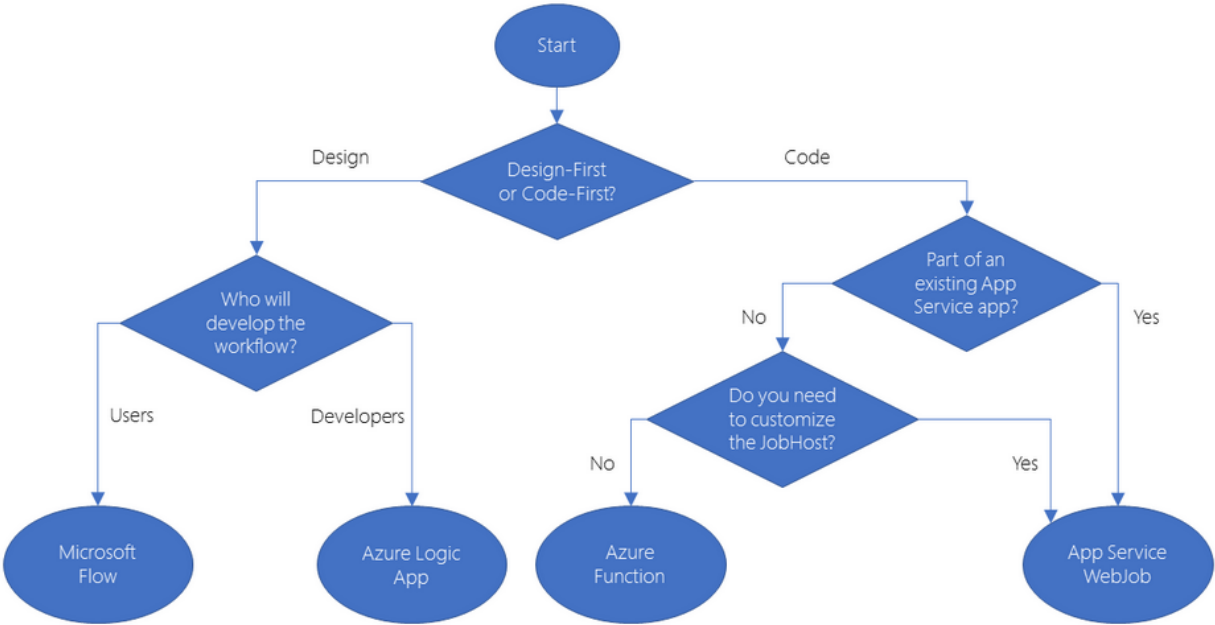 Start
Design
Code
Design-First
or Code-First?
Part of an
existing App
Service app?
Who will
develop the
workflow?
No
Yes
Users
Developers
Do you need
to customize
the JobHost?
No
Yes
Microsoft
Flow
Azure Logic
App
Azure
Function
App Service
WebJob